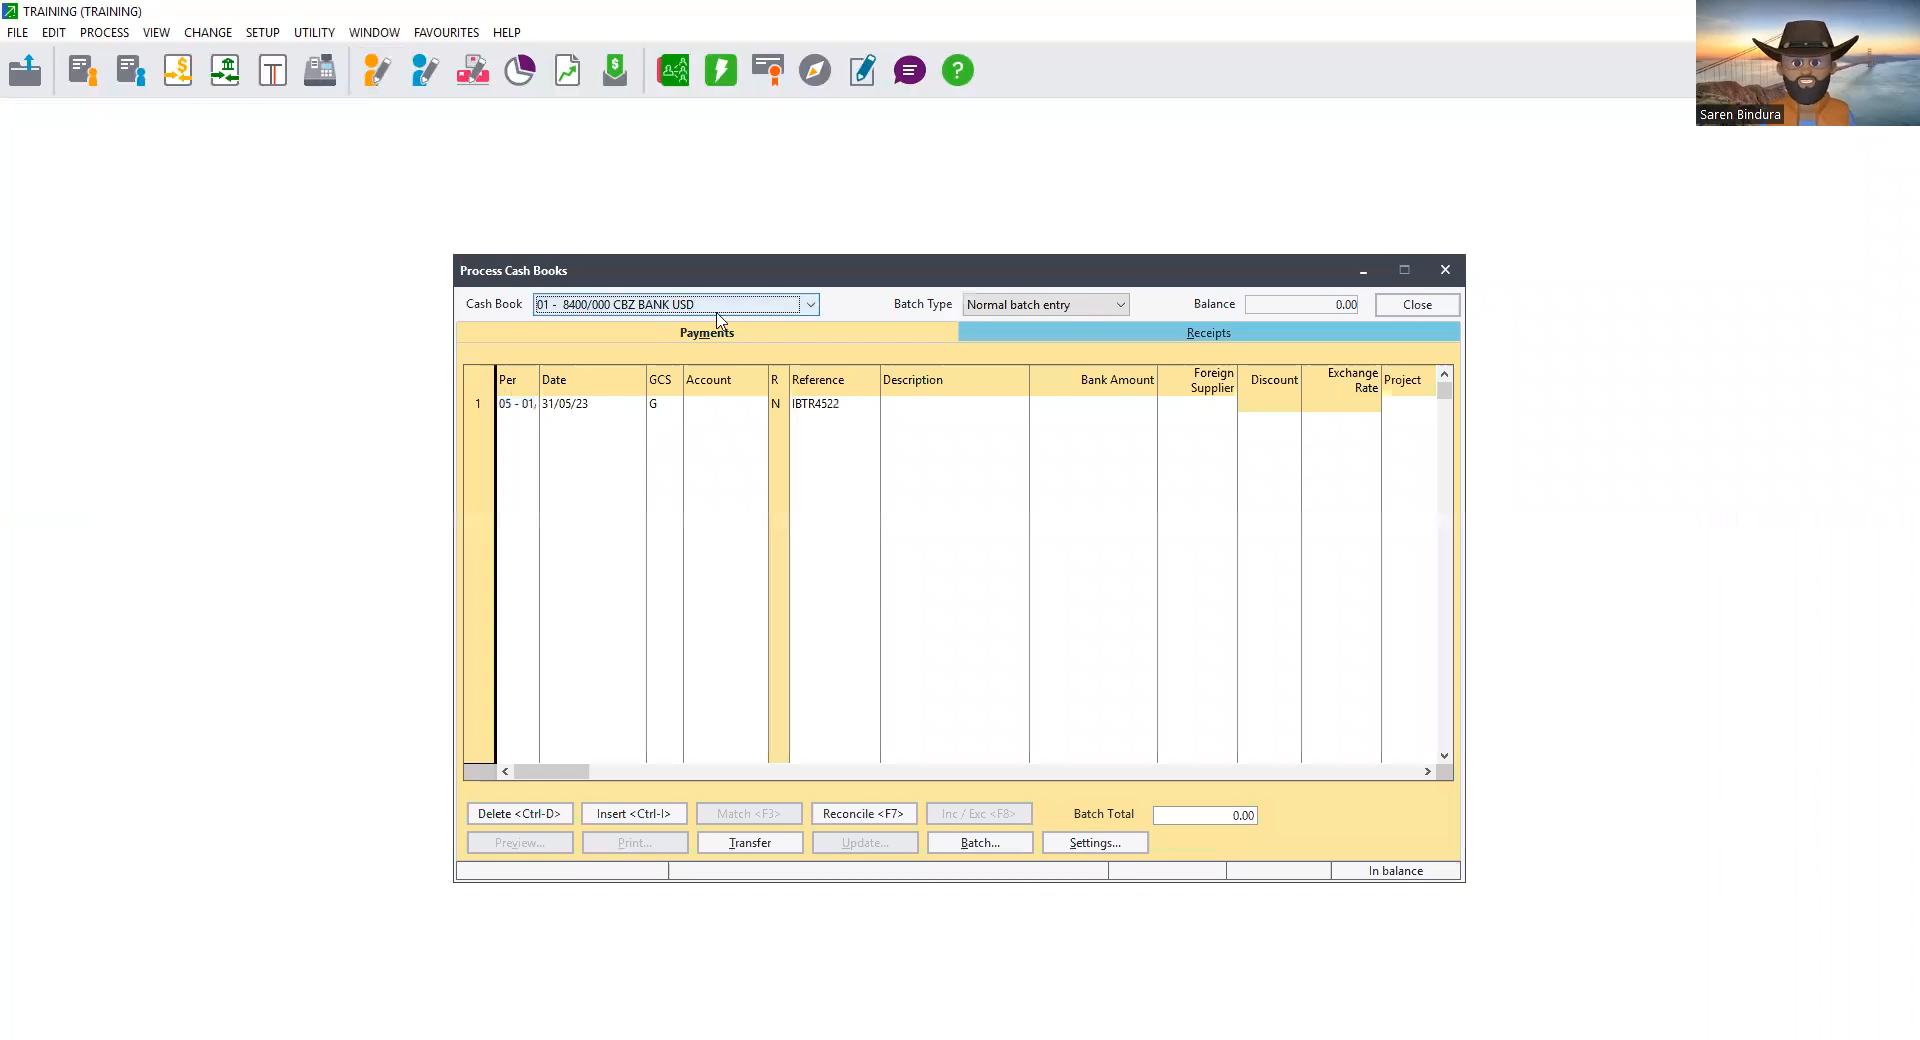 TRAINING (TRAINING)
FILE EDIT PROCESS VIEW CHANGE SETUP UTILITY WINDOW FAVOURITES HELP
Saren Bindura
Process Cash Books
Cash Book 01 - 8400/000 CBZ BANK USD Batch Type Normal batch entry Balance 0.00 Close
Payments Receipts
Per Date GCS Account R Reference Description Bank Amount Foreign Supplier Discount Exchange Rate Project
1 05 - 01, 31/05/23 G N IBTR4522
Delete <Ctrl-D> Insert <Ctrl-I> Match <F3> Reconcile <F7> Inc / Exc <F8> Batch Total 0.00
Preview... Print... Transfer Update... Batch... Settings...
In balance